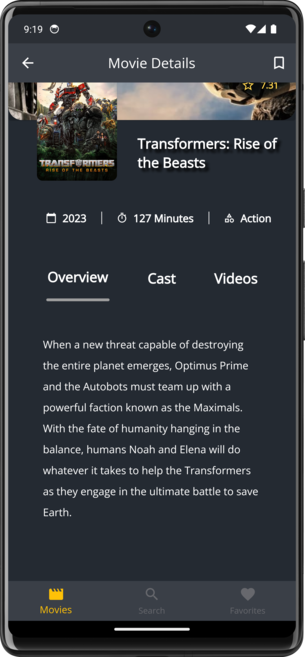 9:19
Movie Details
7.31
TRANSFORMERS
RISE OF THE BEASTS
Transformers: Rise of
the Beasts
2023 | 127 Minutes | Action
Overview Cast Videos
When a new threat capable of destroying
the entire planet emerges, Optimus Prime
and the Autobots must team up with a
powerful faction known as the Maximals.
With the fate of humanity hanging in the
balance, humans Noah and Elena will do
whatever it takes to help the Transformers
as they engage in the ultimate battle to save
Earth.
Movies Search Favorites